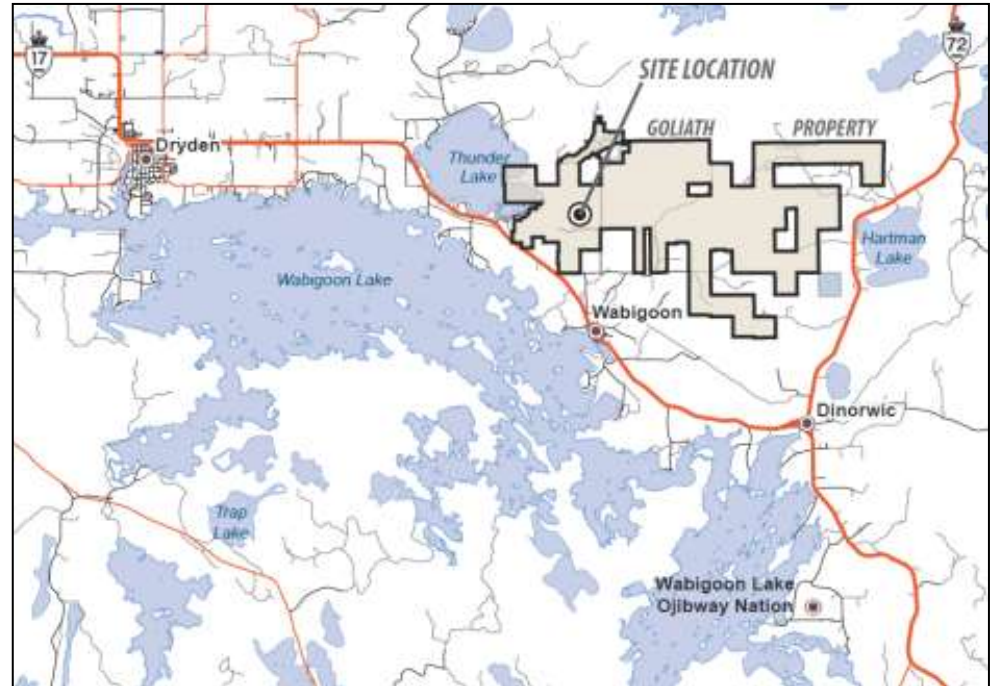 17
72
SITE LOCATION
GOLIATH PROPERTY
Dryden
Thunder
Lake
Hartman
Lake
Wabigoon Lake
Wabigoon
Dinorwic
Trap
Lake
Wabigoon Lake
Ojibway Nation